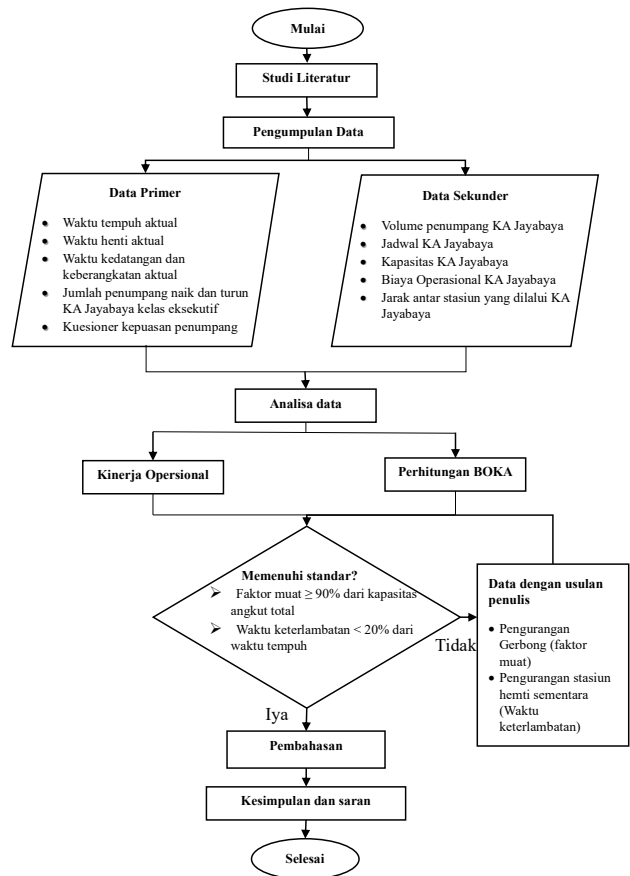 Mulai
Studi Literatur
Pengumpulan Data
Data Primer
• Waktu tempuh aktual
• Waktu henti aktual
• Waktu kedatangan dan
keberangkatan aktual
• Jumlah penumpang naik dan turun
KA Jayabaya kelas eksekutif
• Kuesioner kepuasan penumpang
Data Sekunder
• Volume penumpang KA Jayabaya
• Jadwal KA Jayabaya
• Kapasitas KA Jayabaya
• Biaya Operasional KA Jayabaya
• Jarak antar stasiun yang dilalui KA
Jayabaya
Analisa data
Kinerja Opersional
Perhitungan BOKA
Memenuhi standar?
➢ Faktor muat ≥ 90% dari kapasitas
angkut total
➢ Waktu keterlambatan < 20% dari
waktu tempuh
Tidak
Data dengan usulan
penulis
• Pengurangan
Gerbong (faktor
muat)
• Pengurangan stasiun
hemti sementara
(Waktu
keterlambatan)
Iya
Pembahasan
Kesimpulan dan saran
Selesai